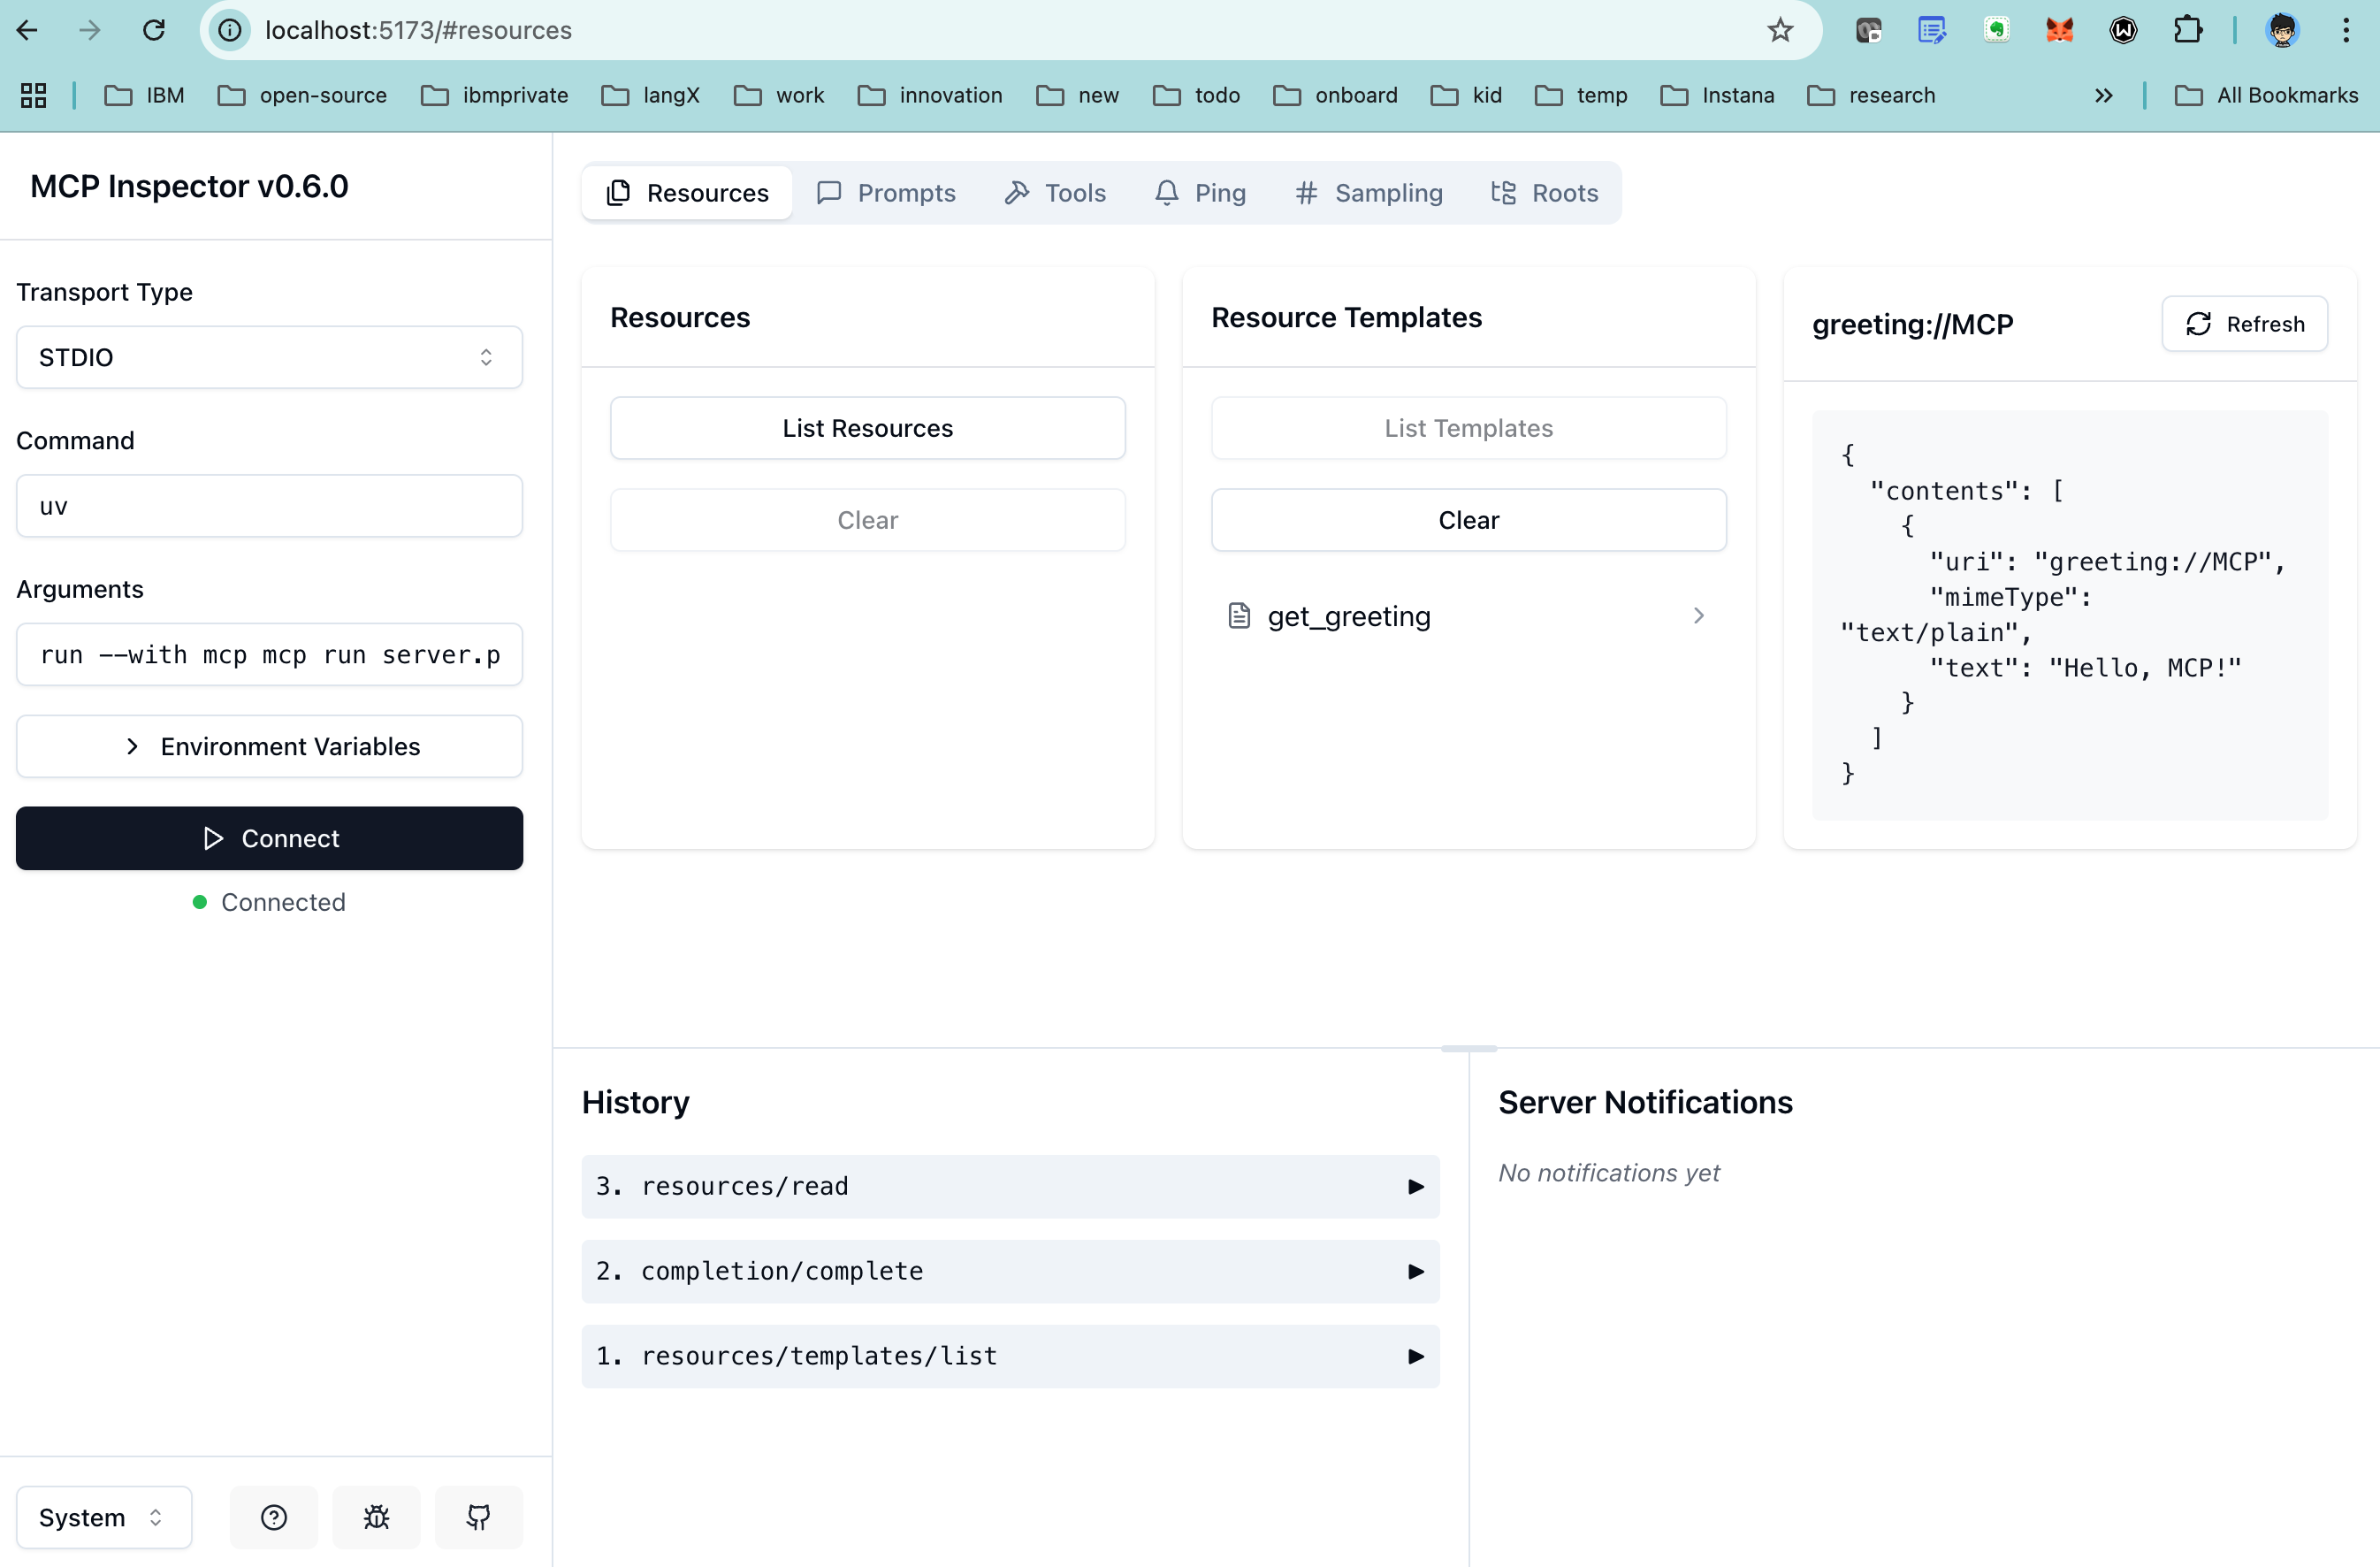 localhost:5173/#resources
IBM open-source ibmprivate langX work innovation new todo onboard kid temp Instana research » All Bookmarks
MCP Inspector v0.6.0
Transport Type
STDIO
Command
uv
Arguments
run --with mcp mcp run server.p
Environment Variables
Connect
Connected
System
Resources Prompts Tools Ping # Sampling Roots
Resources
List Resources
Clear
Resource Templates
List Templates
Clear
get_greeting
greeting://MCP
Refresh
{
"contents": [
{
"uri": "greeting://MCP",
"mimeType":
"text/plain",
"text": "Hello, MCP!"
}
]
}
History
3. resources/read
2. completion/complete
1. resources/templates/list
Server Notifications
No notifications yet